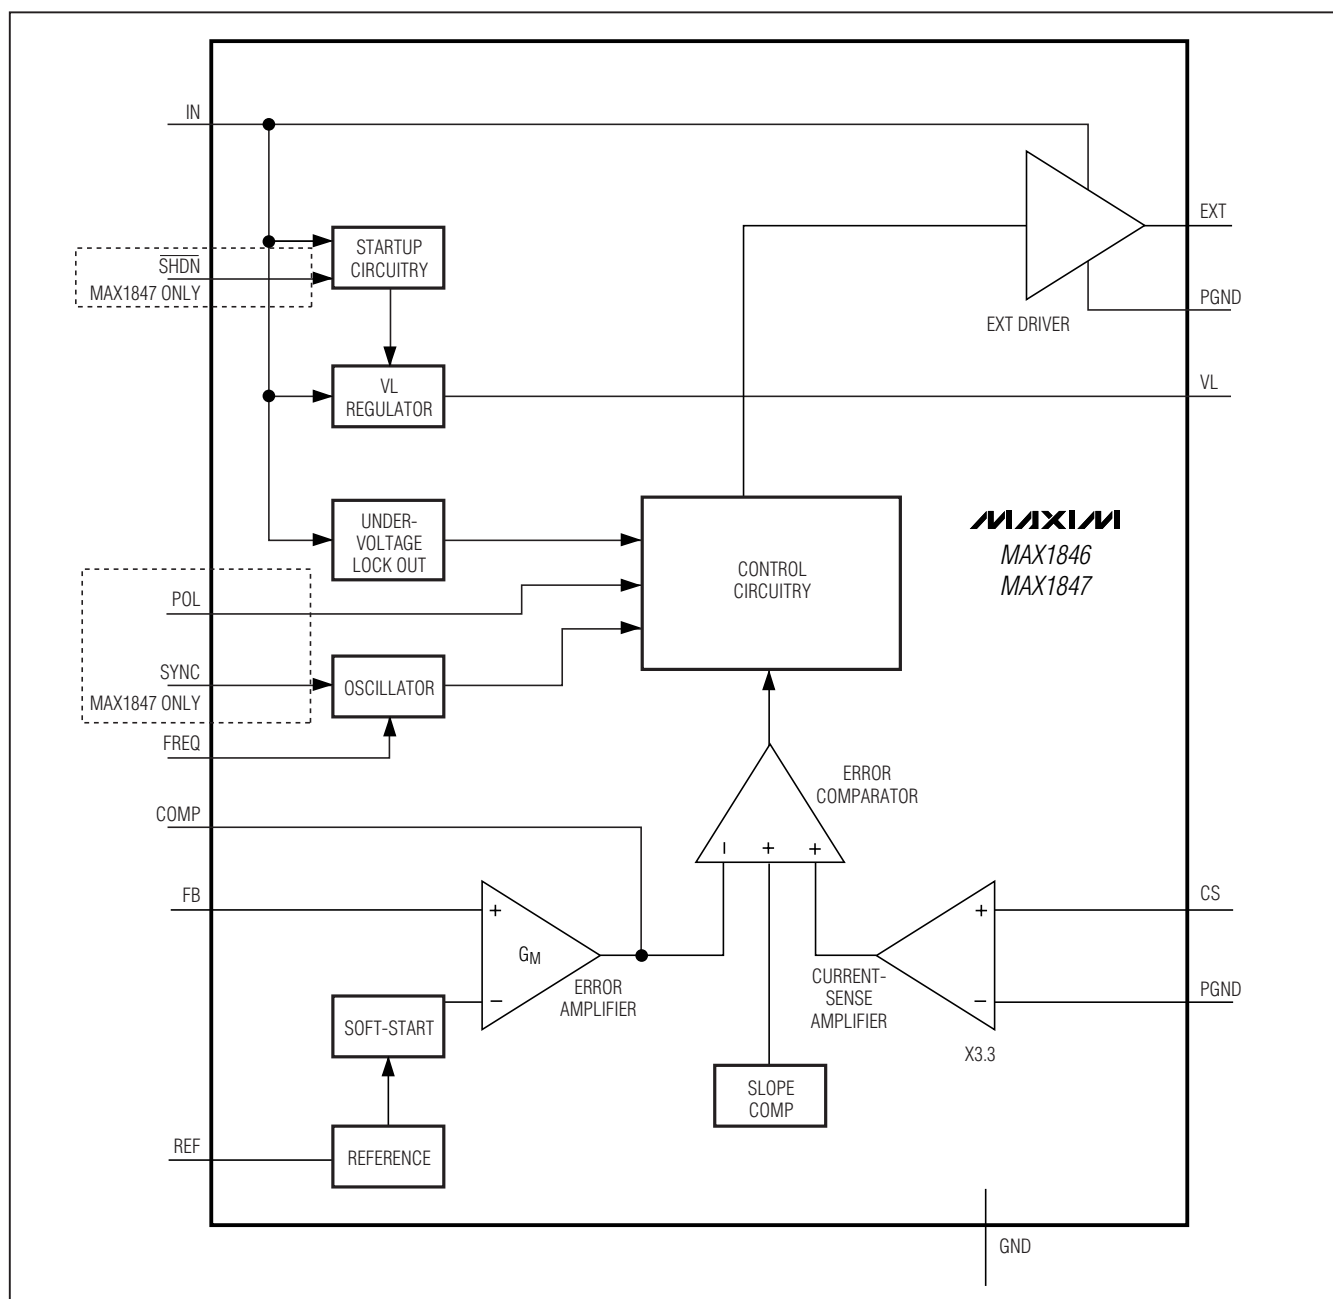 IN
EXT
STARTUP
CIRCUITRY
SHDN
MAX1847 ONLY
PGND
EXT DRIVER
VL
REGULATOR
VL
UNDER-
VOLTAGE
LOCK OUT
CONTROL
CIRCUITRY
MAXIM
MAX1846
MAX1847
POL
SYNC
MAX1847 ONLY
OSCILLATOR
FREQ
COMP
ERROR
COMPARATOR
– + +
FB
+
GM
–
ERROR
AMPLIFIER
CURRENT-
SENSE
AMPLIFIER
+
–
X3.3
CS
PGND
SOFT-START
SLOPE
COMP
REF
REFERENCE
GND